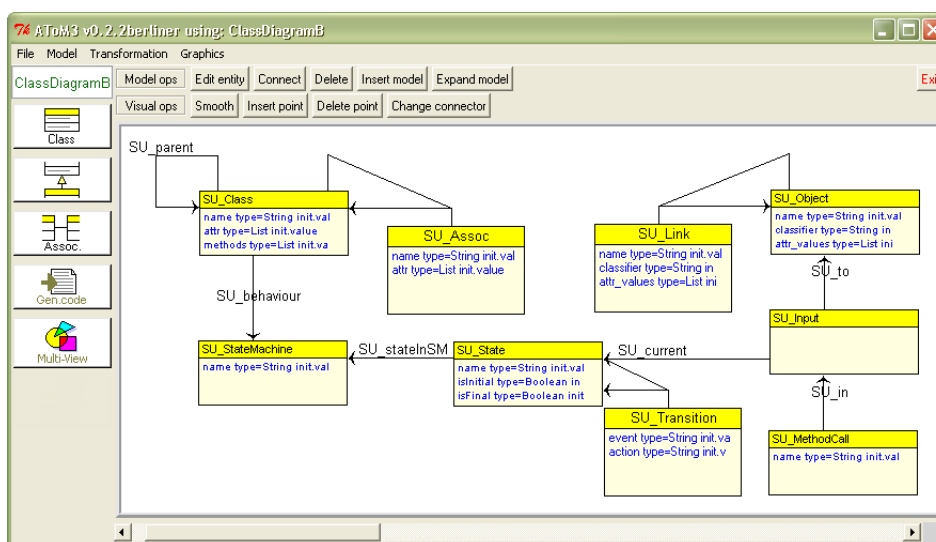 AToM3 v0.2.2berliner using: ClassDiagramB
File Model Transformation Graphics
ClassDiagramB
Model ops Edit entity Connect Delete Insert model Expand model
Exi
Visual ops Smooth Insert point Delete point Change connector
Class
Assoc.
Gen.code
Multi-View
SU_parent
SU_Class
name type=String init.val
attr type=List init.value
methods type=List init.va
SU_Assoc
name type=String init.val
attr type=List init.value
SU_Link
name type=String init.val
classifier type=String in
attr_values type=List ini
SU_Object
name type=String init.val
classifier type=String in
attr_values type=List ini
SU_to
SU_behaviour
SU_Input
SU_StateMachine
name type=String init.val
SU_stateInSM
SU_State
name type=String init.val
isInitial type=Boolean in
isFinal type=Boolean init
SU_current
SU_in
SU_Transition
event type=String init.va
action type=String init.v
SU_MethodCall
name type=String init.val